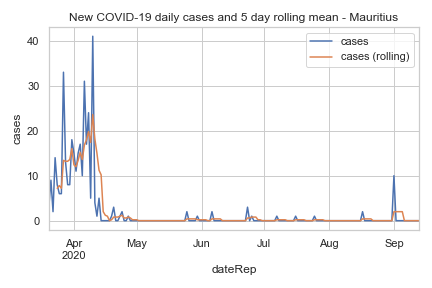 New COVID-19 daily cases and 5 day rolling mean - Mauritius
cases
cases (rolling)
40
30
20
10
0
cases
Apr
2020
May
Jun
Jul
Aug
Sep
dateRep